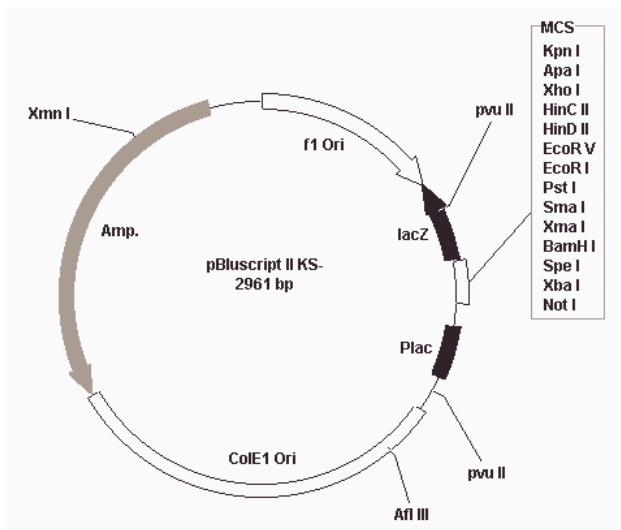 MCS
Kpn I
Apa I
Xho I
HinC II
HinD II
EcoR V
EcoR I
Pst I
Sma I
Xma I
BamH I
Spe I
Xba I
Not I
Xmn I
pvu II
f1 Ori
Amp.
lacZ
pBluscript II KS-
2961 bp
Plac
ColE1 Ori
pvu II
Afl III